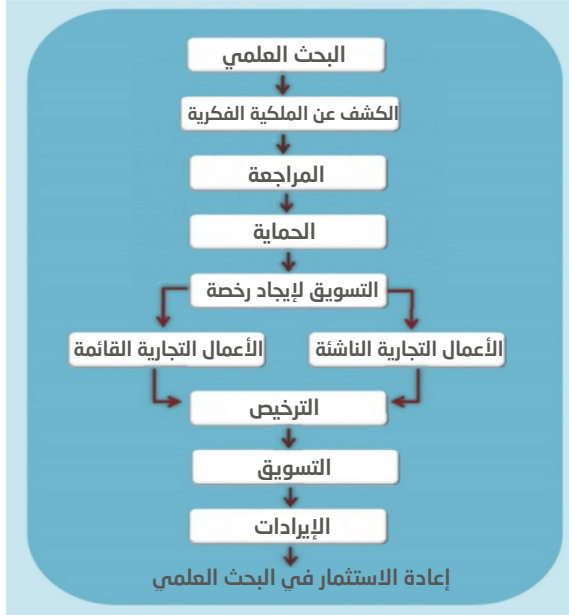 البحث العلمي
الكشف عن الملكية الفكرية
المراجعة
الحماية
التسويق لإيجاد رخصة
الأعمال التجارية الناشئة
الأعمال التجارية القائمة
الترخيص
التسويق
الإيرادات
إعادة الاستثمار في البحث العلمي